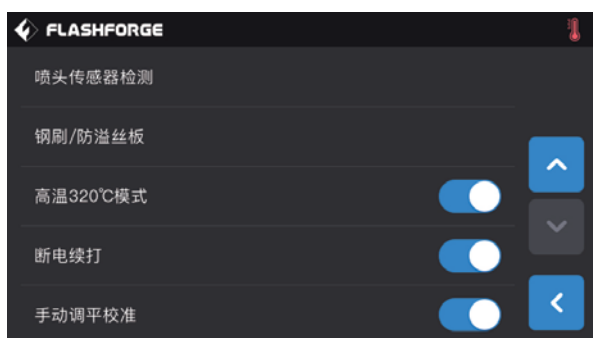 FLASHFORGE
喷头传感器检测
钢刷/防溢丝板
高温320℃模式
断电续打
手动调平校准